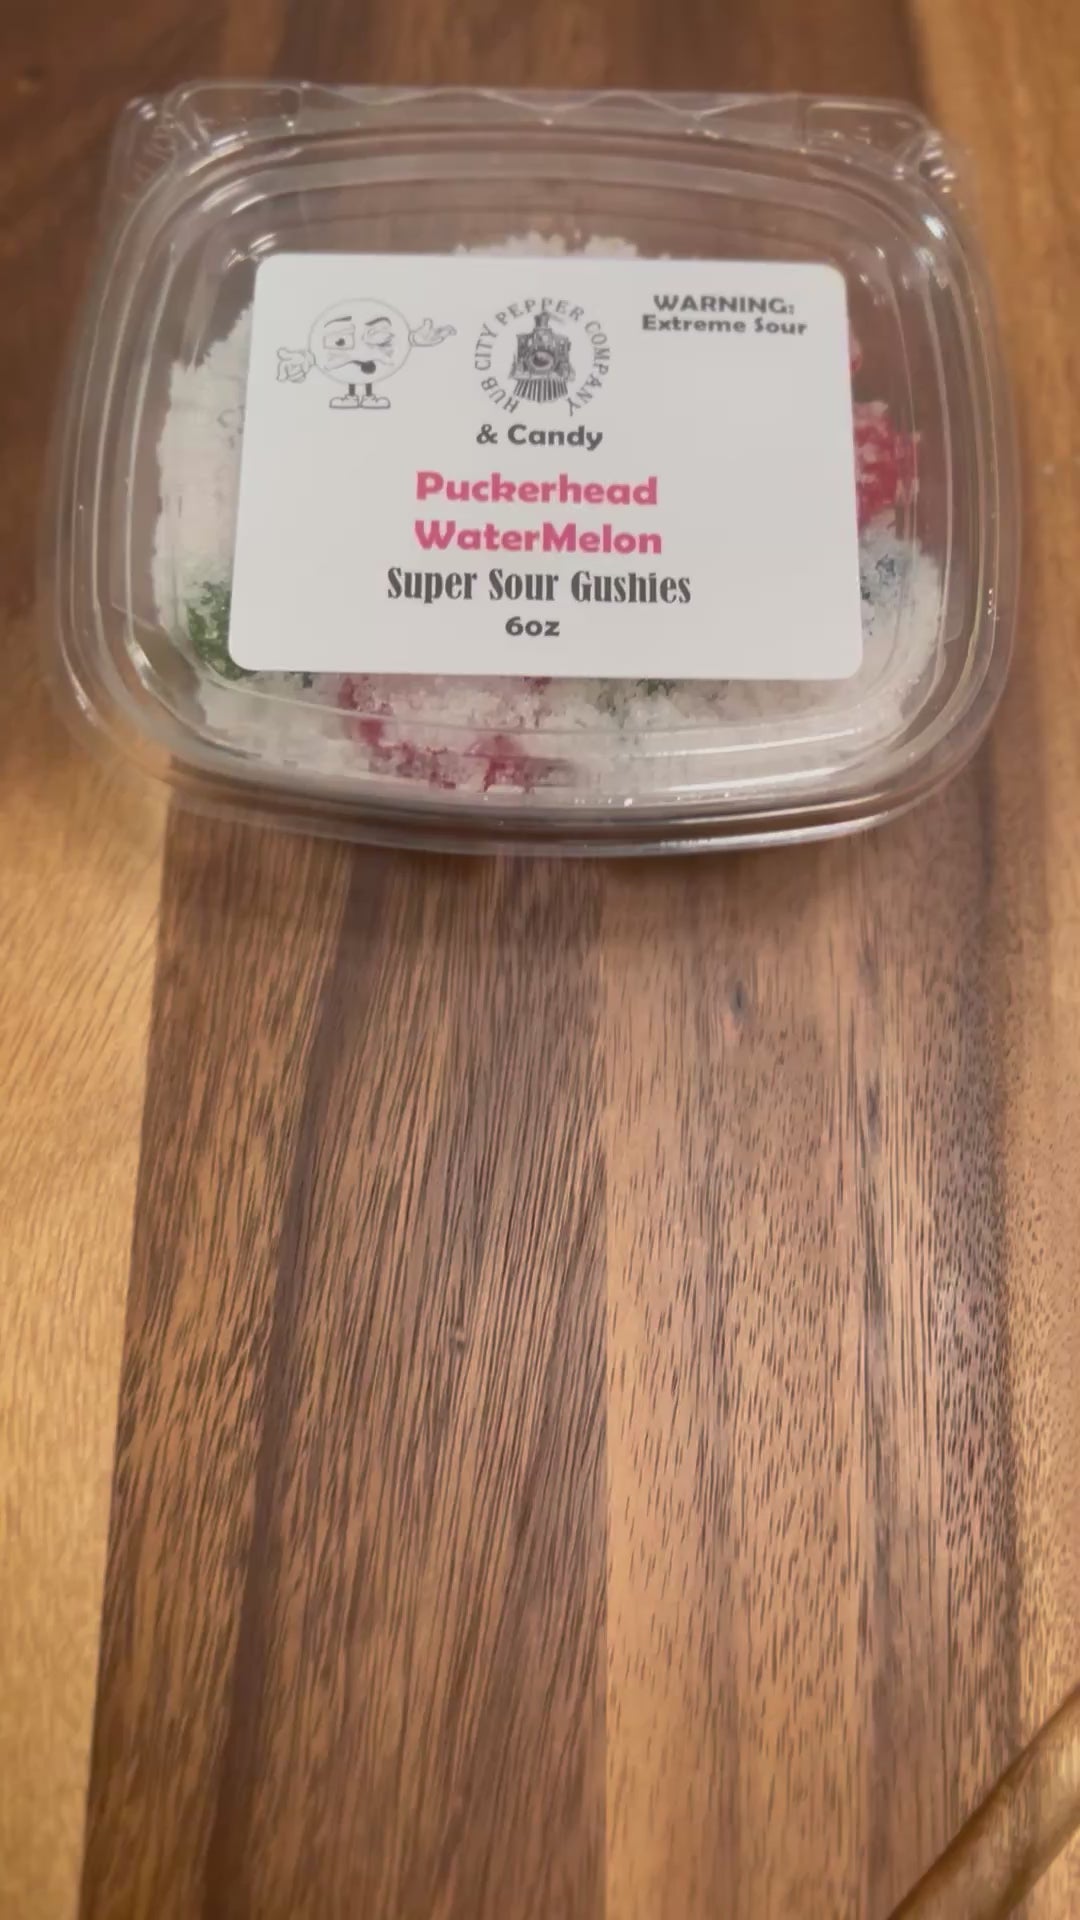 HUB CITY PEPPER COMPANY
WARNING:
Extreme Sour
& Candy
Puckerhead
WaterMelon
Super Sour Gushies
6oz